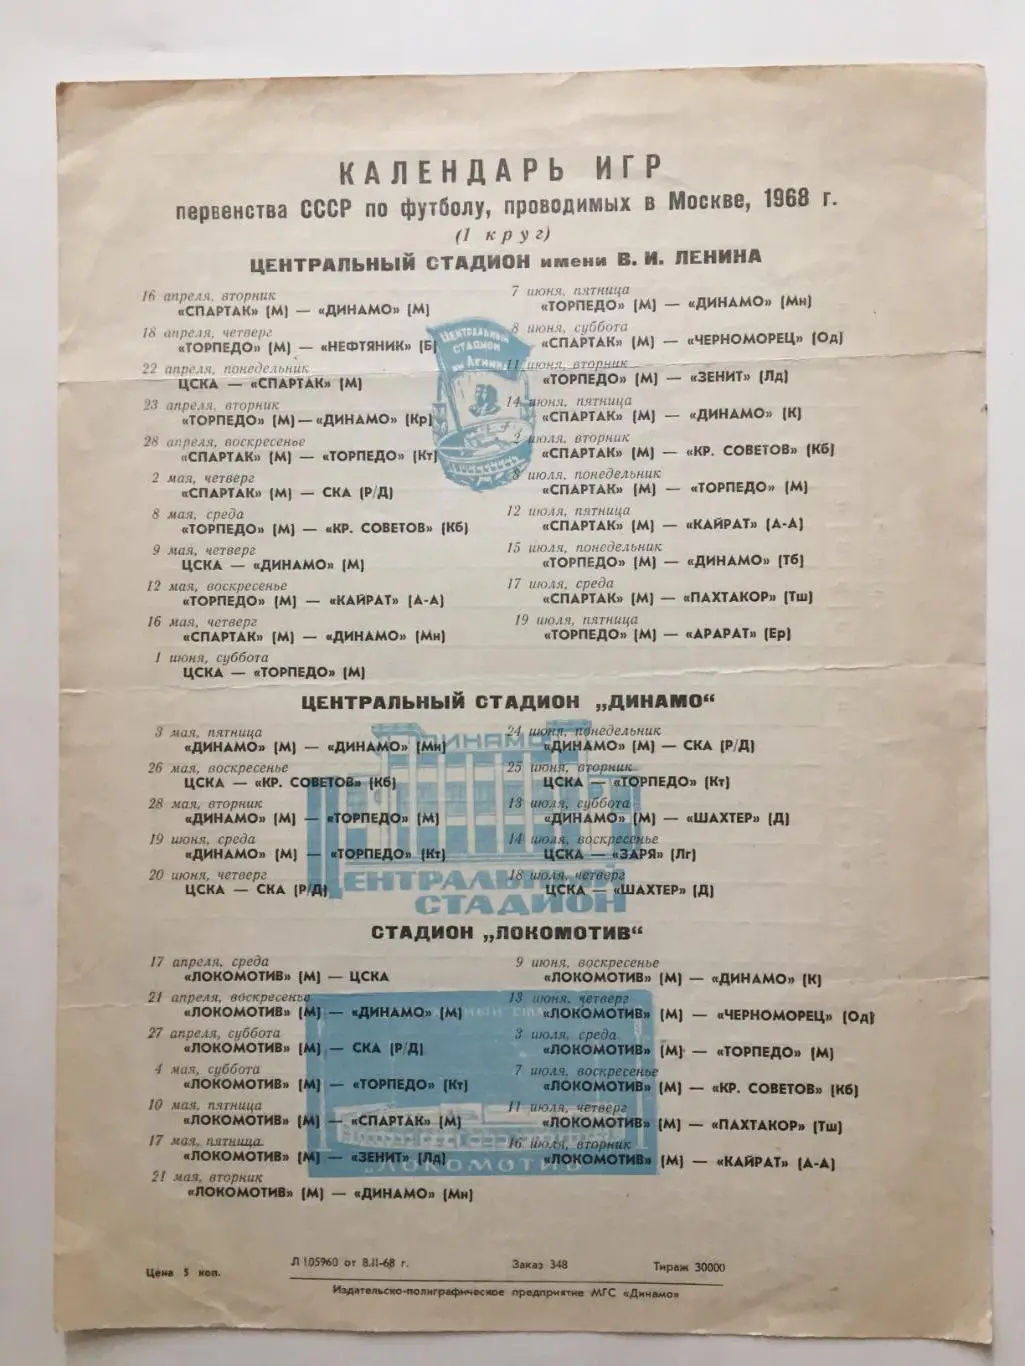 КАЛЕНДАРЬ ИГР
первенства СССР по футболу, проводимых в Москве, 1968 г.
(I круг)
ЦЕНТРАЛЬНЫЙ СТАДИОН имени В. И. ЛЕНИНА
16 апреля, вторник
«СПАРТАК» (М) — «ДИНАМО» (М)
18 апреля, четверг
«ТОРПЕДО» (М) — «НЕФТЯНИК» (Б)
22 апреля, понедельник
ЦСКА — «СПАРТАК» (М)
23 апреля, вторник
«ТОРПЕДО» (М) — «ДИНАМО» (Кр)
28 апреля, воскресенье
«СПАРТАК» (М) — «ТОРПЕДО» (Кт)
2 мая, четверг
«СПАРТАК» (М) — СКА (Р/Д)
8 мая, среда
«ТОРПЕДО» (М) — «КР. СОВЕТОВ» (Кб)
9 мая, четверг
ЦСКА — «ДИНАМО» (М)
12 мая, воскресенье
«ТОРПЕДО» (М) — «КАЙРАТ» (А-А)
16 мая, четверг
«СПАРТАК» (М) — «ДИНАМО» (Мн)
1 июня, суббота
ЦСКА — «ТОРПЕДО» (М)
7 июня, пятница
«ТОРПЕДО» (М) — «ДИНАМО» (Мн)
8 июня, суббота
«СПАРТАК» (М) — «ЧЕРНОМОРЕЦ» (Од)
11 июня, вторник
«ТОРПЕДО» (М) — «ЗЕНИТ» (Лд)
14 июня, пятница
«СПАРТАК» (М) — «ДИНАМО» (К)
2 июля, вторник
«СПАРТАК» (М) — «КР. СОВЕТОВ» (Кб)
8 июля, понедельник
«СПАРТАК» (М) — «ТОРПЕДО» (М)
12 июля, пятница
«СПАРТАК» (М) — «КАЙРАТ» (А-А)
15 июля, понедельник
«ТОРПЕДО» (М) — «ДИНАМО» (Тб)
17 июля, среда
«СПАРТАК» (М) — «ПАХТАКОР» (Тш)
19 июля, пятница
«ТОРПЕДО» (М) — «АРАРАТ» (Ер)
ЦЕНТРАЛЬНЫЙ
СТАДИОН
им ЛЕНИНА
ЦЕНТРАЛЬНЫЙ СТАДИОН „ДИНАМО“
3 мая, пятница
«ДИНАМО» (М) — «ДИНАМО» (Мн)
26 мая, воскресенье
ЦСКА — «КР. СОВЕТОВ» (Кб)
28 мая, вторник
«ДИНАМО» (М) — «ТОРПЕДО» (М)
19 июня, среда
«ДИНАМО» (М) — «ТОРПЕДО» (Кт)
20 июня, четверг
ЦСКА — СКА (Р/Д)
24 июня, понедельник
«ДИНАМО» (М) — СКА (Р/Д)
25 июня, вторник
ЦСКА — «ТОРПЕДО» (Кт)
13 июля, суббота
«ДИНАМО» (М) — «ШАХТЕР» (Д)
14 июля, воскресенье
ЦСКА — «ЗАРЯ» (Лг)
18 июля, четверг
ЦСКА — «ШАХТЕР» (Д)
ДИНАМО
ЦЕНТРАЛЬНЫЙ
СТАДИОН
СТАДИОН „ЛОКОМОТИВ“
17 апреля, среда
«ЛОКОМОТИВ» (М) — ЦСКА
21 апреля, воскресенье
«ЛОКОМОТИВ» (М) — «ДИНАМО» (М)
27 апреля, суббота
«ЛОКОМОТИВ» (М) — СКА (Р/Д)
4 мая, суббота
«ЛОКОМОТИВ» (М) — «ТОРПЕДО» (Кт)
10 мая, пятница
«ЛОКОМОТИВ» (М) — «СПАРТАК» (М)
17 мая, пятница
«ЛОКОМОТИВ» (М) — «ЗЕНИТ» (Лд)
21 мая, вторник
«ЛОКОМОТИВ» (М) — «ДИНАМО» (Мн)
9 июня, воскресенье
«ЛОКОМОТИВ» (М) — «ДИНАМО» (К)
13 июня, четверг
«ЛОКОМОТИВ» (М) — «ЧЕРНОМОРЕЦ» (Од)
3 июля, среда
«ЛОКОМОТИВ» (М) — «ТОРПЕДО» (М)
7 июля, воскресенье
«ЛОКОМОТИВ» (М) — «КР. СОВЕТОВ» (Кб)
11 июля, четверг
«ЛОКОМОТИВ» (М) — «ПАХТАКОР» (Тш)
16 июля, вторник
«ЛОКОМОТИВ» (М) — «КАЙРАТ» (А-А)
„ЛОКОМОТИВ“
Цена 5 коп.
Л 105960 от 8.II-68 г.
Заказ 348
Тираж 30000
Издательско-полиграфическое предприятие МГС «Динамо»